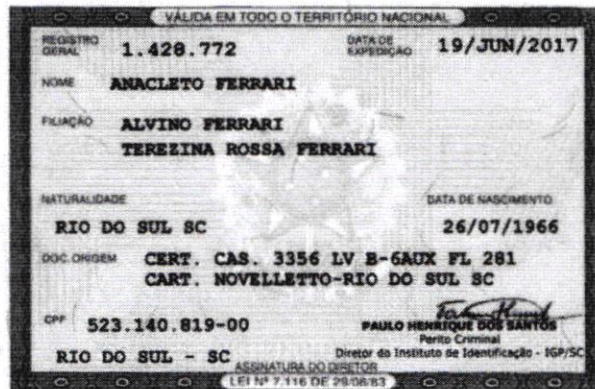 VÁLIDA EM TODO O TERRITÓRIO NACIONAL
REGISTRO GERAL 1.428.772 DATA DE EXPEDIÇÃO 19/JUN/2017
NOME ANACLETO FERRARI
FILIAÇÃO ALVINO FERRARI
TEREZINA ROSSA FERRARI
NATURALIDADE DATA DE NASCIMENTO
RIO DO SUL SC 26/07/1966
DOC. ORIGEM CERT. CAS. 3356 LV B-6AUX FL 281
CART. NOVELLETTO-RIO DO SUL SC
CPF 523.140.819-00
PAULO HENRIQUE DOS SANTOS
Perito Criminal
RIO DO SUL - SC Diretor do Instituto de Identificação - IGP/SC
ASSINATURA DO DIRETOR
LEI Nº 7.116 DE 29/08/83